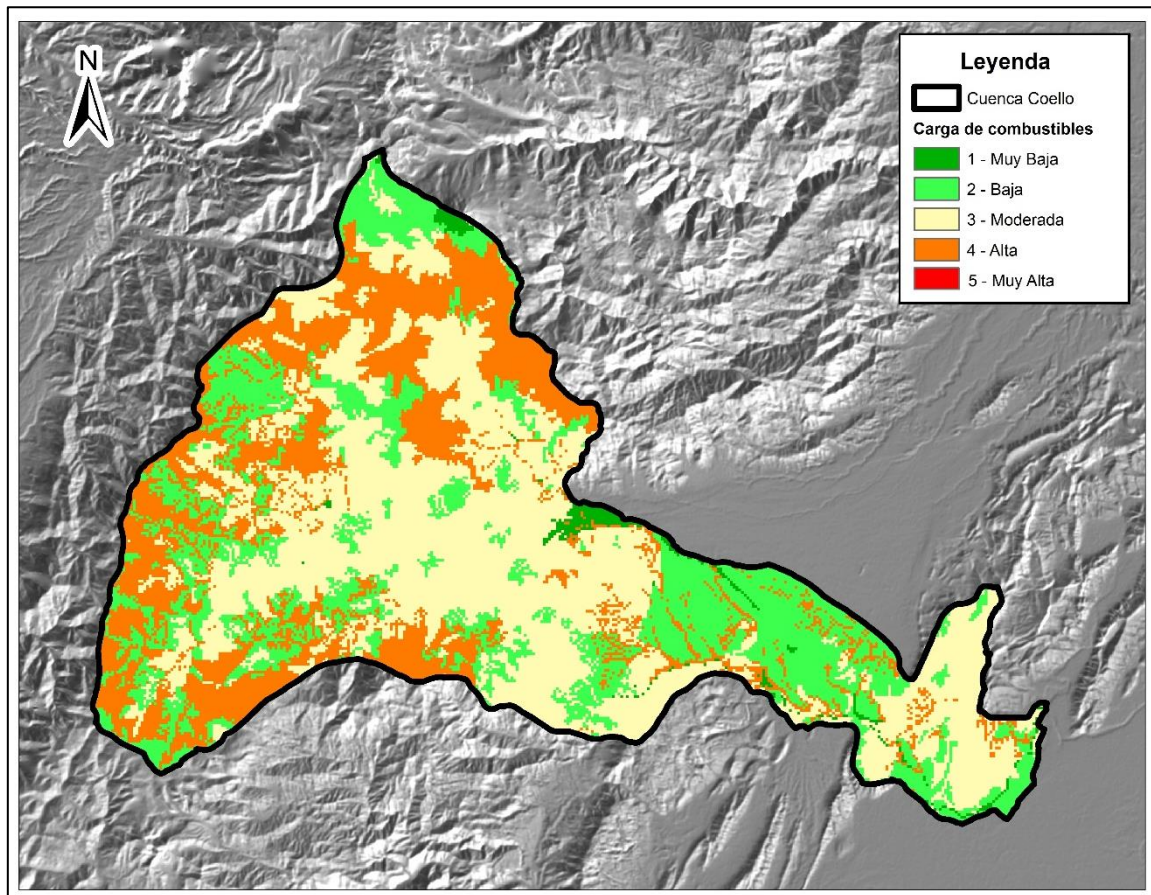 N
Leyenda
Cuenca Coello
Carga de combustibles
1 - Muy Baja
2 - Baja
3 - Moderada
4 - Alta
5 - Muy Alta